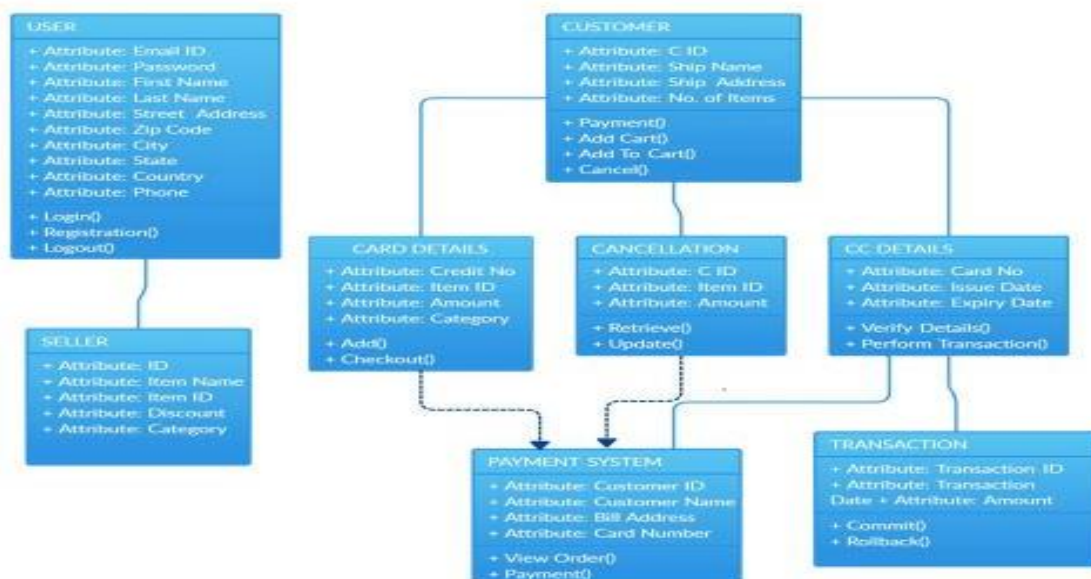 USER
+ Attribute: Email ID
+ Attribute: Password
+ Attribute: First Name
+ Attribute: Last Name
+ Attribute: Street Address
+ Attribute: Zip Code
+ Attribute: City
+ Attribute: State
+ Attribute: Country
+ Attribute: Phone
+ Login()
+ Registration()
+ Logout()
SELLER
+ Attribute: ID
+ Attribute: Item Name
+ Attribute: Item ID
+ Attribute: Discount
+ Attribute: Category
CUSTOMER
+ Attribute: C ID
Attribute: Ship Name
Attribute: Ship Address
+ Attribute: No. of Items
+ Payment()
+ Add Cart()
+ Add To Cart()
+ Cancel()
CARD DETAILS
+ Attribute: Credit No
+ Attribute: Item ID
+ Attribute: Amount
Attribute: Category
+ Add()
+ Checkout()
CANCELLATION
+ Attribute: C ID
+ Attribute: Item ID
+ Attribute: Amount
+ Retrieve()
+ Update()
CC DETAILS
+ Attribute: Card No
+ Attribute: Issue Date
Attribute: Expiry Date
+ Verify Details()
+ Perform Transaction()
PAYMENT SYSTEM
+ Attribute: Customer ID
+ Attribute: Customer Name
+ Attribute: Bill Address
+ Attribute: Card Number
+ View Order()
+ Payment()
TRANSACTION
+ Attribute: Transaction ID
+ Attribute: Transaction
Date + Attribute: Amount
+ Commit()
+ Rollback()